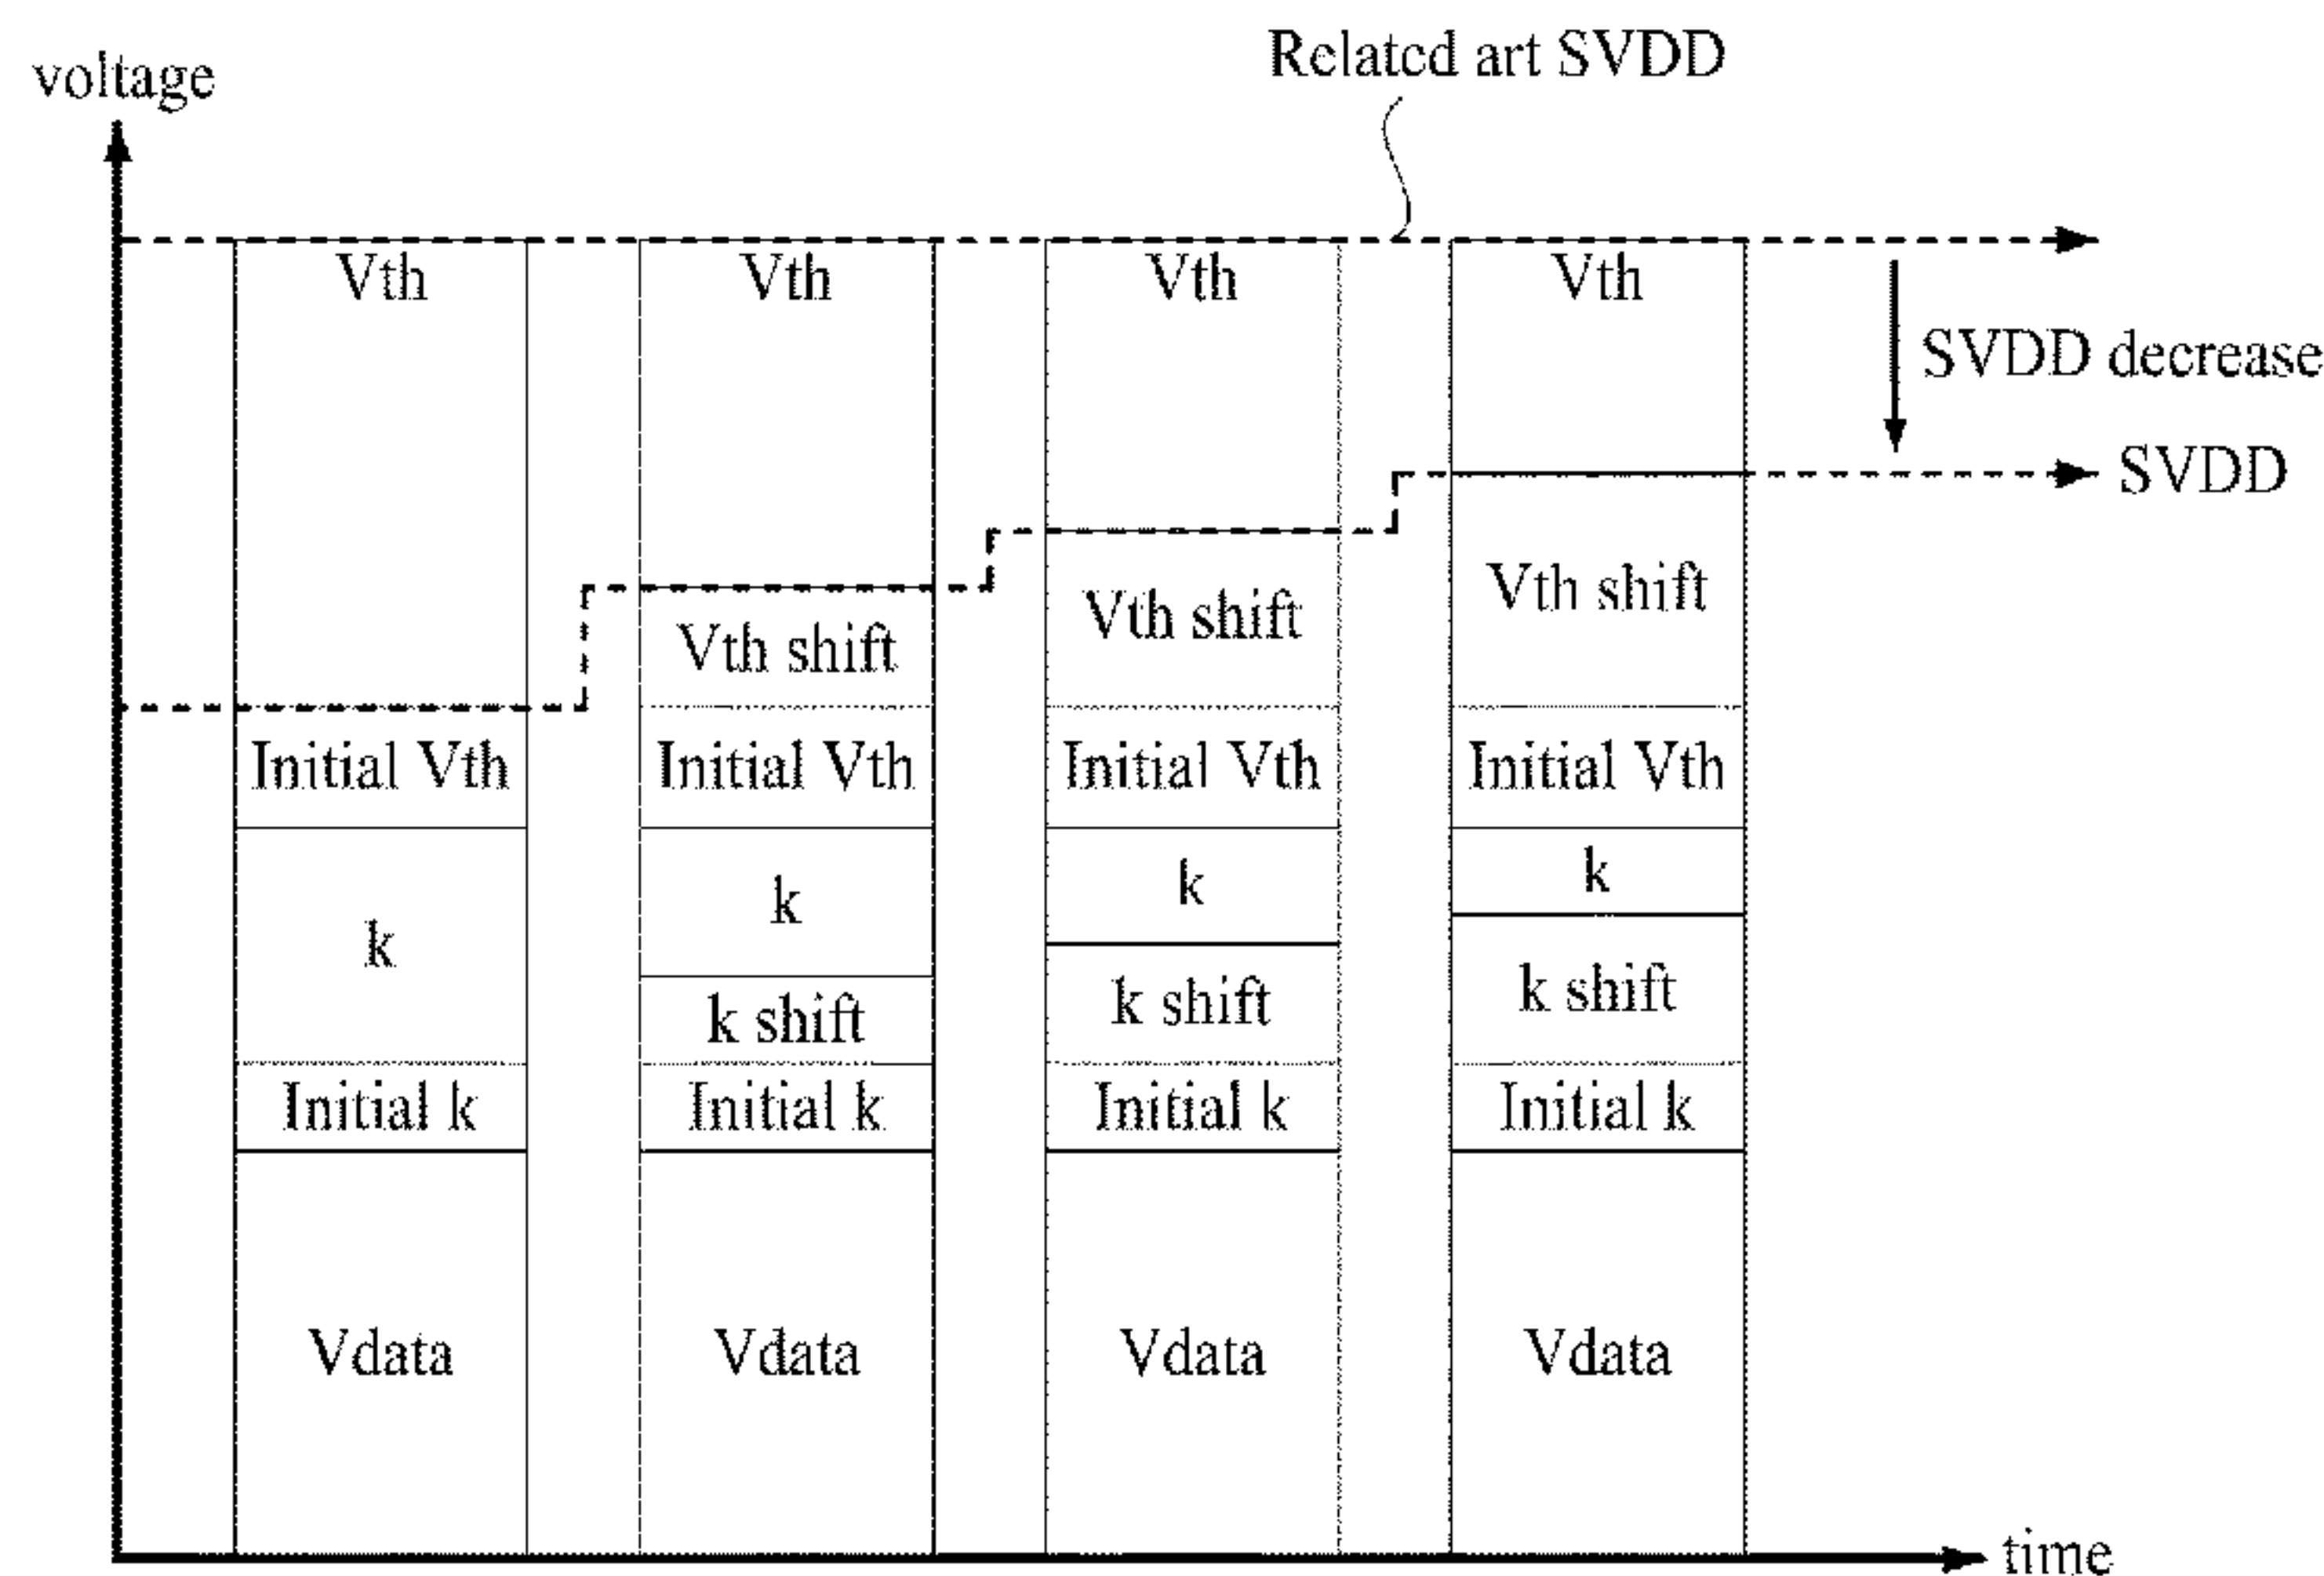 Related art SVDD
voltage
Vth
Vth
Vth
Vth
SVDD decrease
SVDD
Vth shift
Vth shift
Vth shift
Initial Vth
Initial Vth
Initial Vth
Initial Vth
k
k
k
k
k shift
k shift
k shift
Initial k
Initial k
Initial k
Initial k
Vdata
Vdata
Vdata
Vdata
time